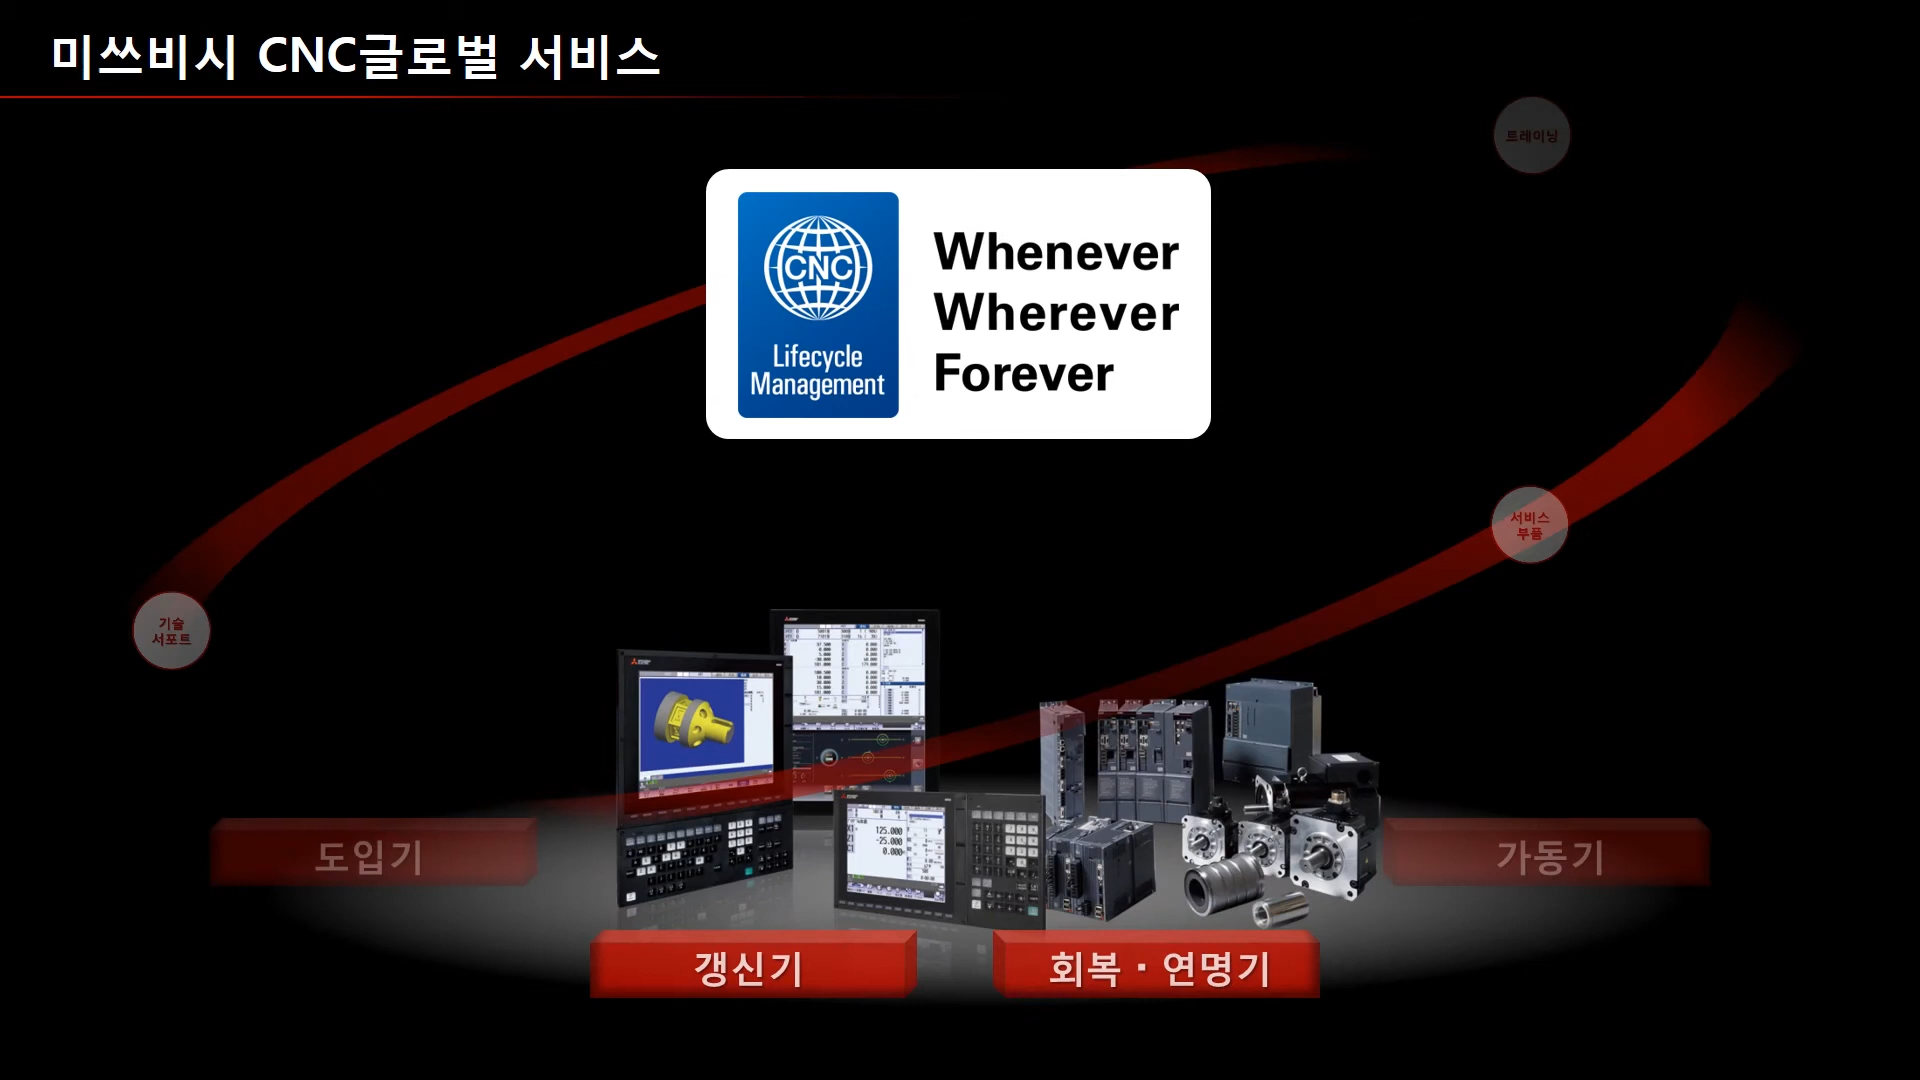 미쓰비시 CNC글로벌 서비스
트레이닝
CNC
Lifecycle
Management
Whenever
Wherever
Forever
서비스
부품
기술
서포트
125.000
-25.000
0.000
도입기
가동기
갱신기
회복・연명기